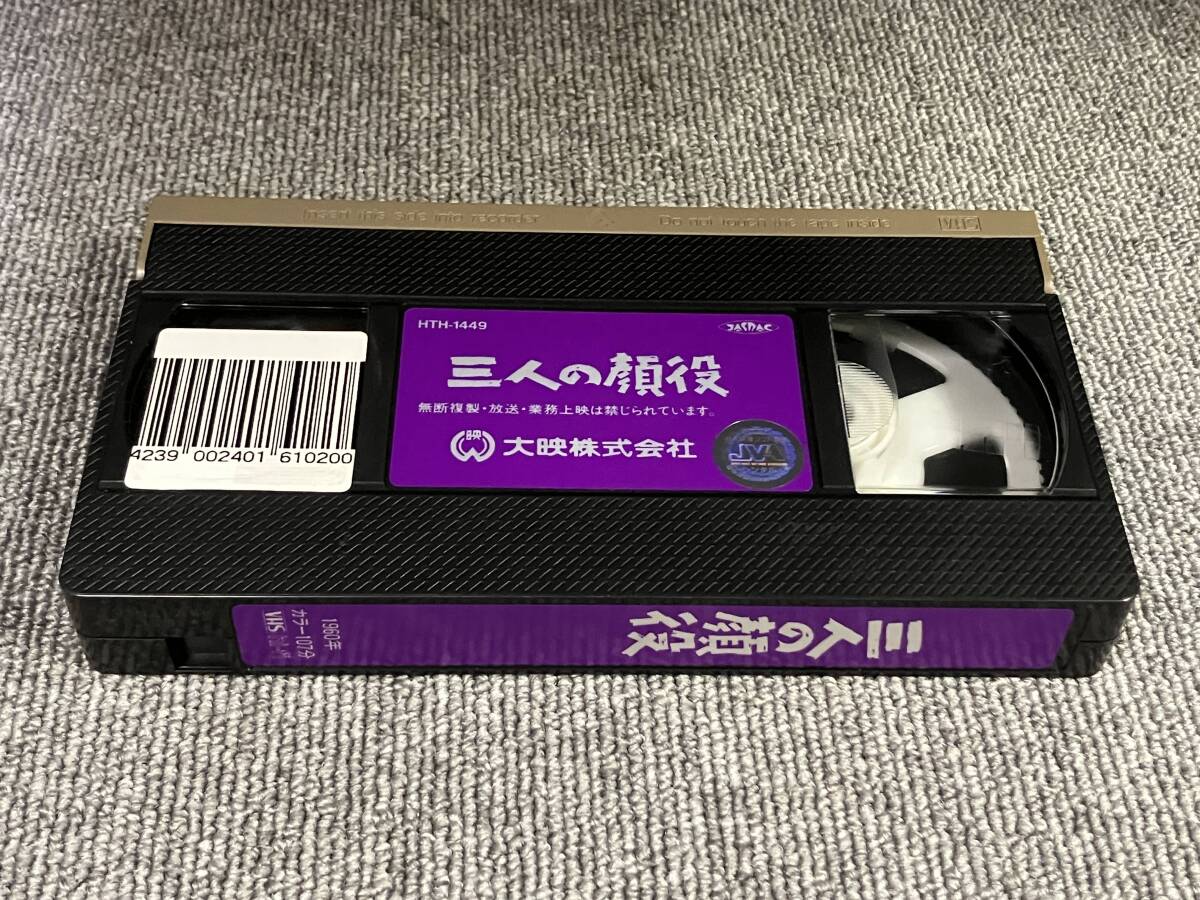 Insert this side into recorder
Do not touch the tape inside
VHS
HTH-1449
JASRAC
三人の顔役
無断複製・放送・業務上映は禁じられています。
映
大映株式会社
JVA
4239 002401 610200
三人の顔役
1960年
カラー107分
VHS